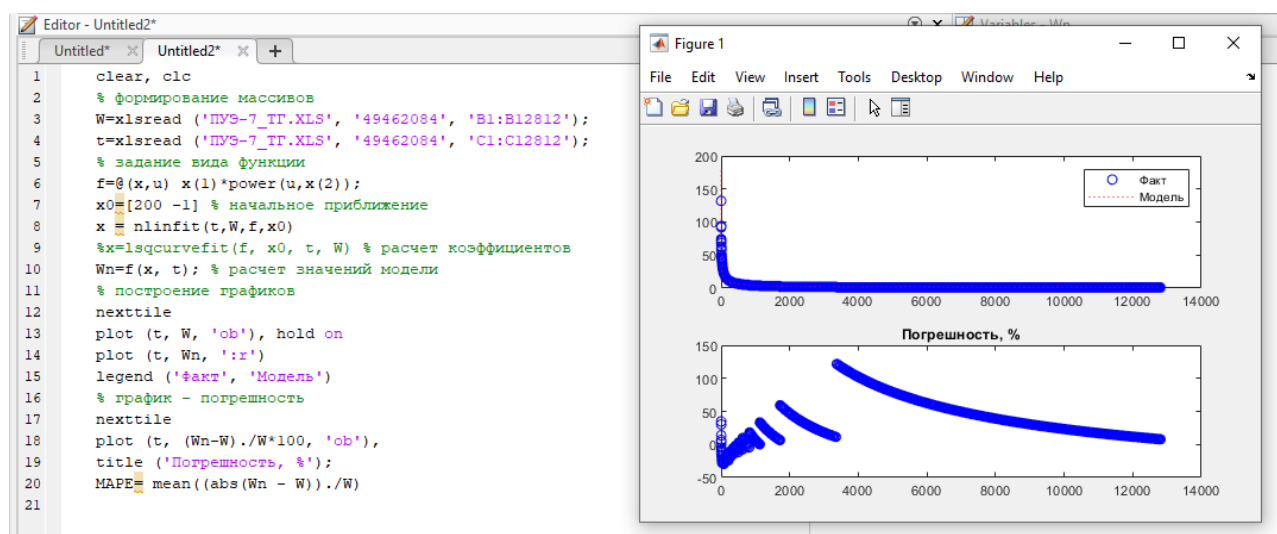 Editor - Untitled2*
Variables - Wn
Untitled*
Untitled2*
1 clear, clc
2 % формирование массивов
3 W=xlsread ('ПУЭ-7_ТГ.XLS', '49462084', 'B1:B12812');
4 t=xlsread ('ПУЭ-7_ТГ.XLS', '49462084', 'C1:C12812');
5 % задание вида функции
6 f=@(x,u) x(1)*power(u,x(2));
7 x0=[200 -1] % начальное приближение
8 x = nlinfit(t,W,f,x0)
9 %x=lsqcurvefit(f, x0, t, W) % расчет коэффициентов
10 Wn=f(x, t); % расчет значений модели
11 % построение графиков
12 nexttile
13 plot (t, W, 'ob'), hold on
14 plot (t, Wn, ':r')
15 legend ('Факт', 'Модель')
16 % график - погрешность
17 nexttile
18 plot (t, (Wn-W)./W*100, 'ob'),
19 title ('Погрешность, %');
20 MAPE= mean((abs(Wn - W))./W)
21
Figure 1
File Edit View Insert Tools Desktop Window Help
200
150
100
50
0
Факт
Модель
0 2000 4000 6000 8000 10000 12000 14000
Погрешность, %
150
100
50
0
-50
0 2000 4000 6000 8000 10000 12000 14000